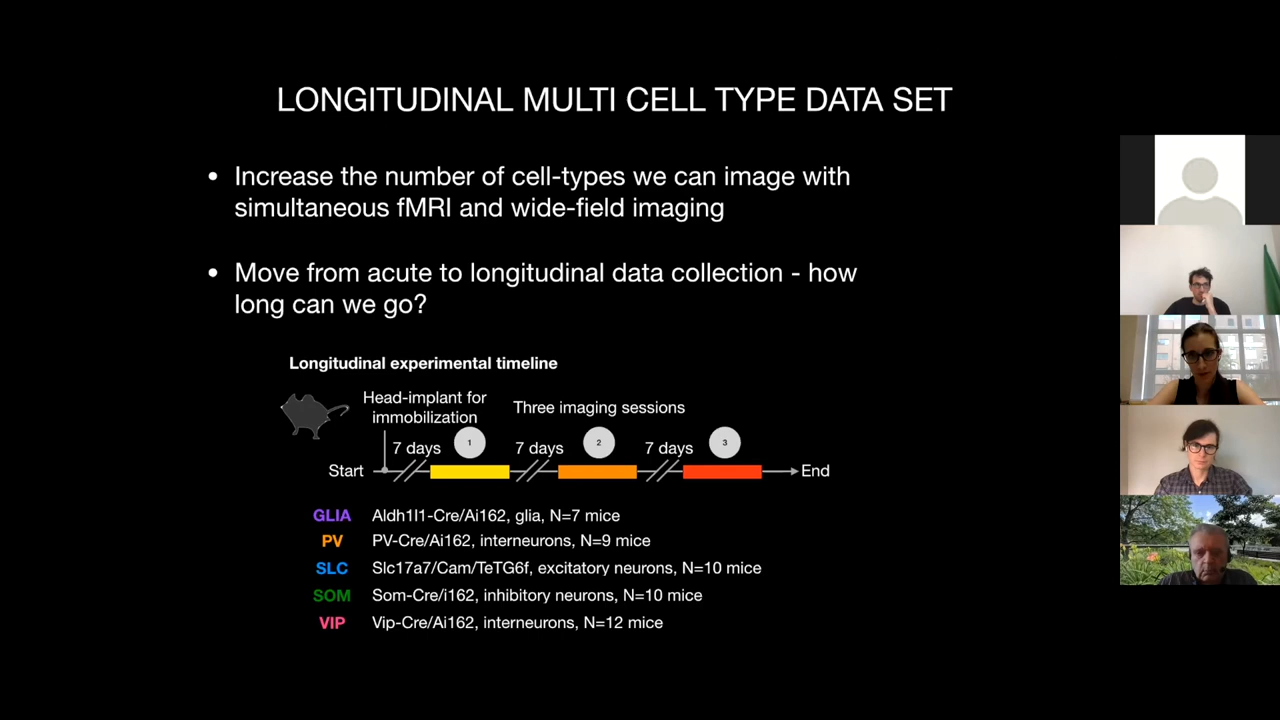 LONGITUDINAL MULTI CELL TYPE DATA SET
• Increase the number of cell-types we can image with
simultaneous fMRI and wide-field imaging
• Move from acute to longitudinal data collection - how
long can we go?
Longitudinal experimental timeline
Head-implant for
immobilization
Three imaging sessions
7 days 1 7 days 2 7 days 3
Start End
GLIA Aldh1l1-Cre/Ai162, glia, N=7 mice
PV PV-Cre/Ai162, interneurons, N=9 mice
SLC Slc17a7/Cam/TeTG6f, excitatory neurons, N=10 mice
SOM Som-Cre/i162, inhibitory neurons, N=10 mice
VIP Vip-Cre/Ai162, interneurons, N=12 mice